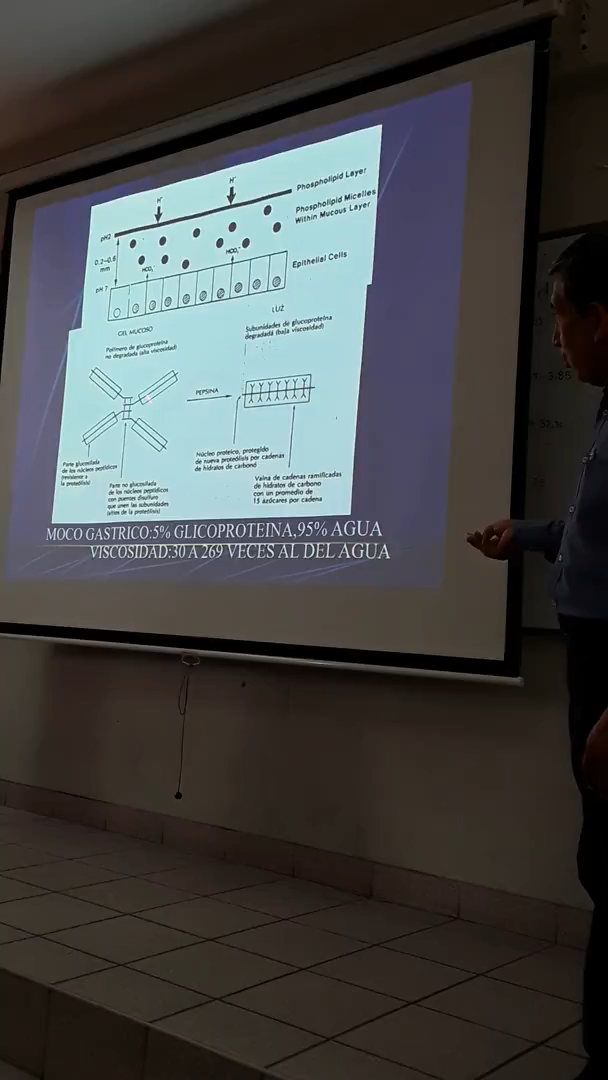 H⁺
H⁺
Phospholipid Layer
pH2
Phospholipid Micelles
Within Mucous Layer
0.2–0.6
mm
HCO₃⁻
HCO₃⁻
pH 7
Epithelial Cells
GEL MUCOSO
LUZ
Polímero de glucoproteína
no degradada (alta viscosidad)
Subunidades de glucoproteína
degradada (baja viscosidad)
PEPSINA
Parte glucosilada
de los núcleos peptídicos
(resistente a
la proteólisis)
Parte no glucosilada
de los núcleos peptídicos
con puentes disulfuro
que unen las subunidades
(sitios de la proteólisis)
Núcleo proteico, protegido
de nueva proteólisis por cadenas
de hidratos de carbono
Vaina de cadenas ramificadas
de hidratos de carbono
con un promedio de
15 azúcares por cadena
MOCO GASTRICO:5% GLICOPROTEINA,95% AGUA
VISCOSIDAD:30 A 269 VECES AL DEL AGUA
3.85